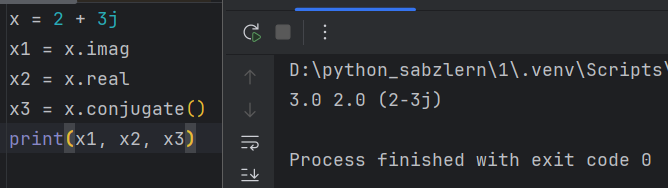 x = 2 + 3j
x1 = x.imag
x2 = x.real
x3 = x.conjugate()
print(x1, x2, x3)
D:\python_sabzlern\1\.venv\Scripts\
3.0 2.0 (2-3j)
Process finished with exit code 0